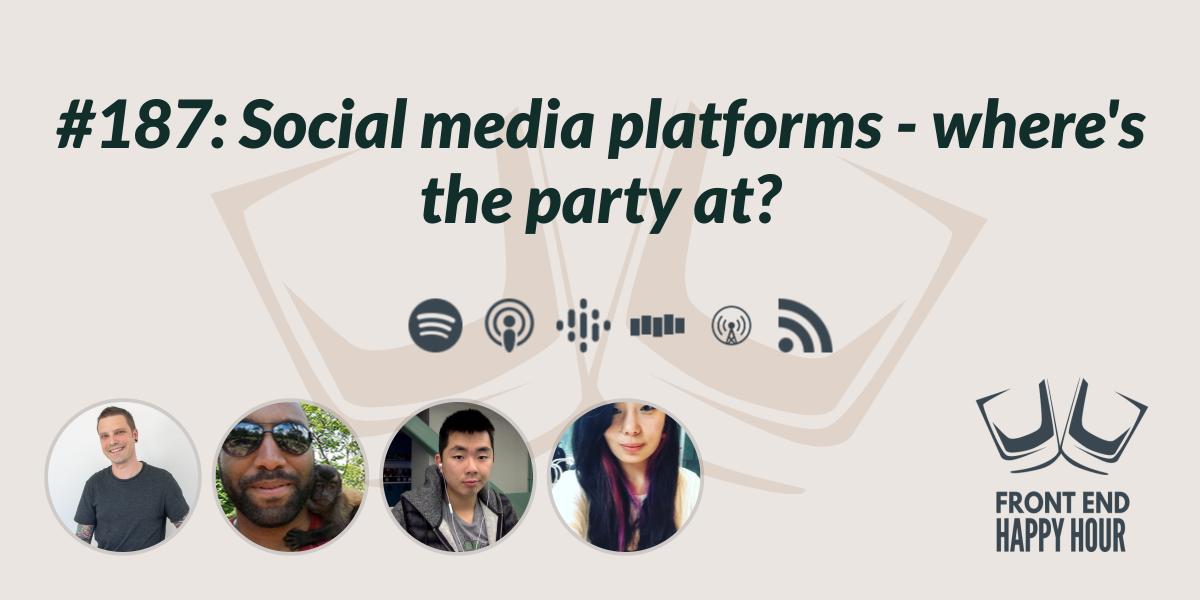 #187: Social media platforms - where's
the party at?
FRONT END
HAPPY HOUR